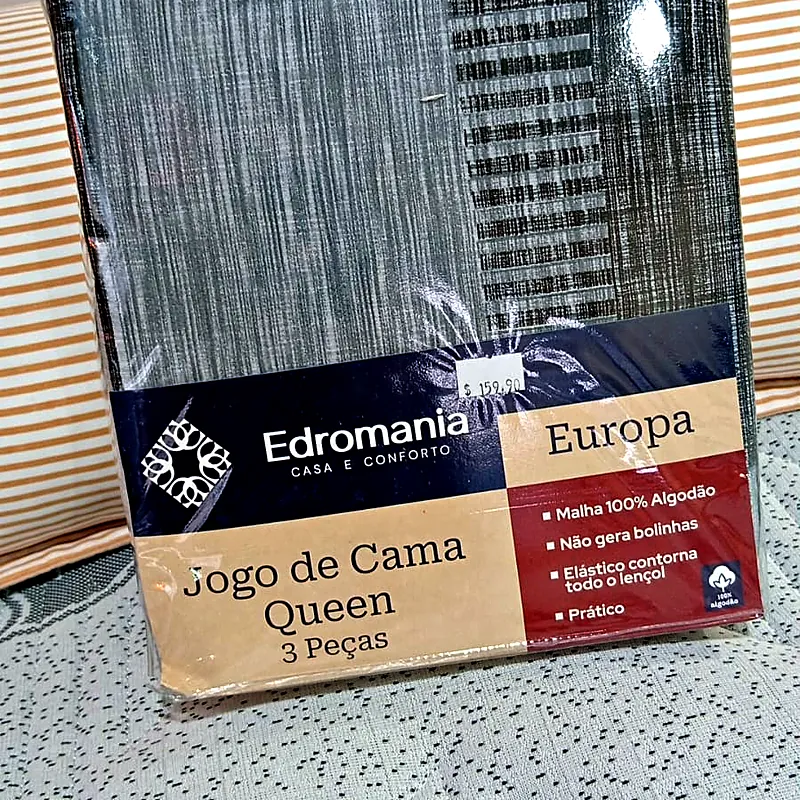 $ 159,90
Edromania
CASA E CONFORTO
Europa
Jogo de Cama
Queen
3 Peças
▪ Malha 100% Algodão
▪ Não gera bolinhas
▪ Elástico contorna
todo o lençol
▪ Prático
100%
algodão